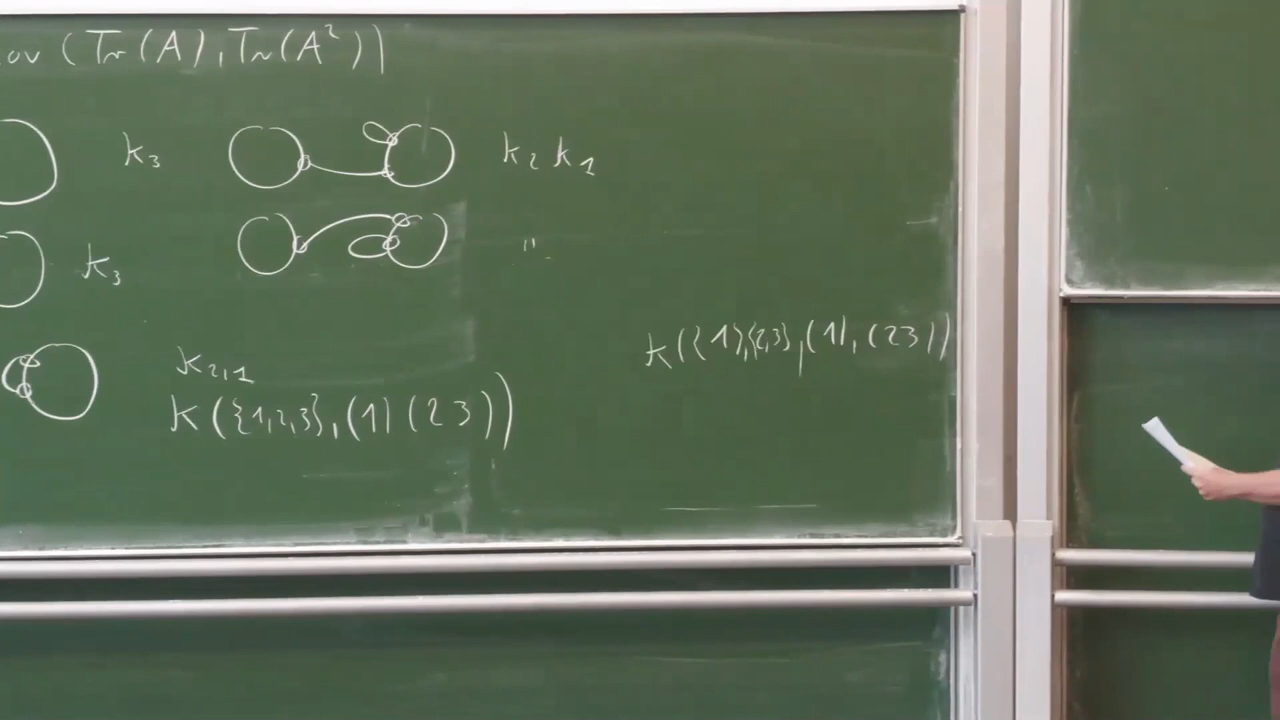 ov (Tr(A), Tr(A²))
k₃ k₂ k₁
k₃ "
k₂,₁
k({1,2,3}, (1)(23))
k({1},{2,3}, (1), (23))